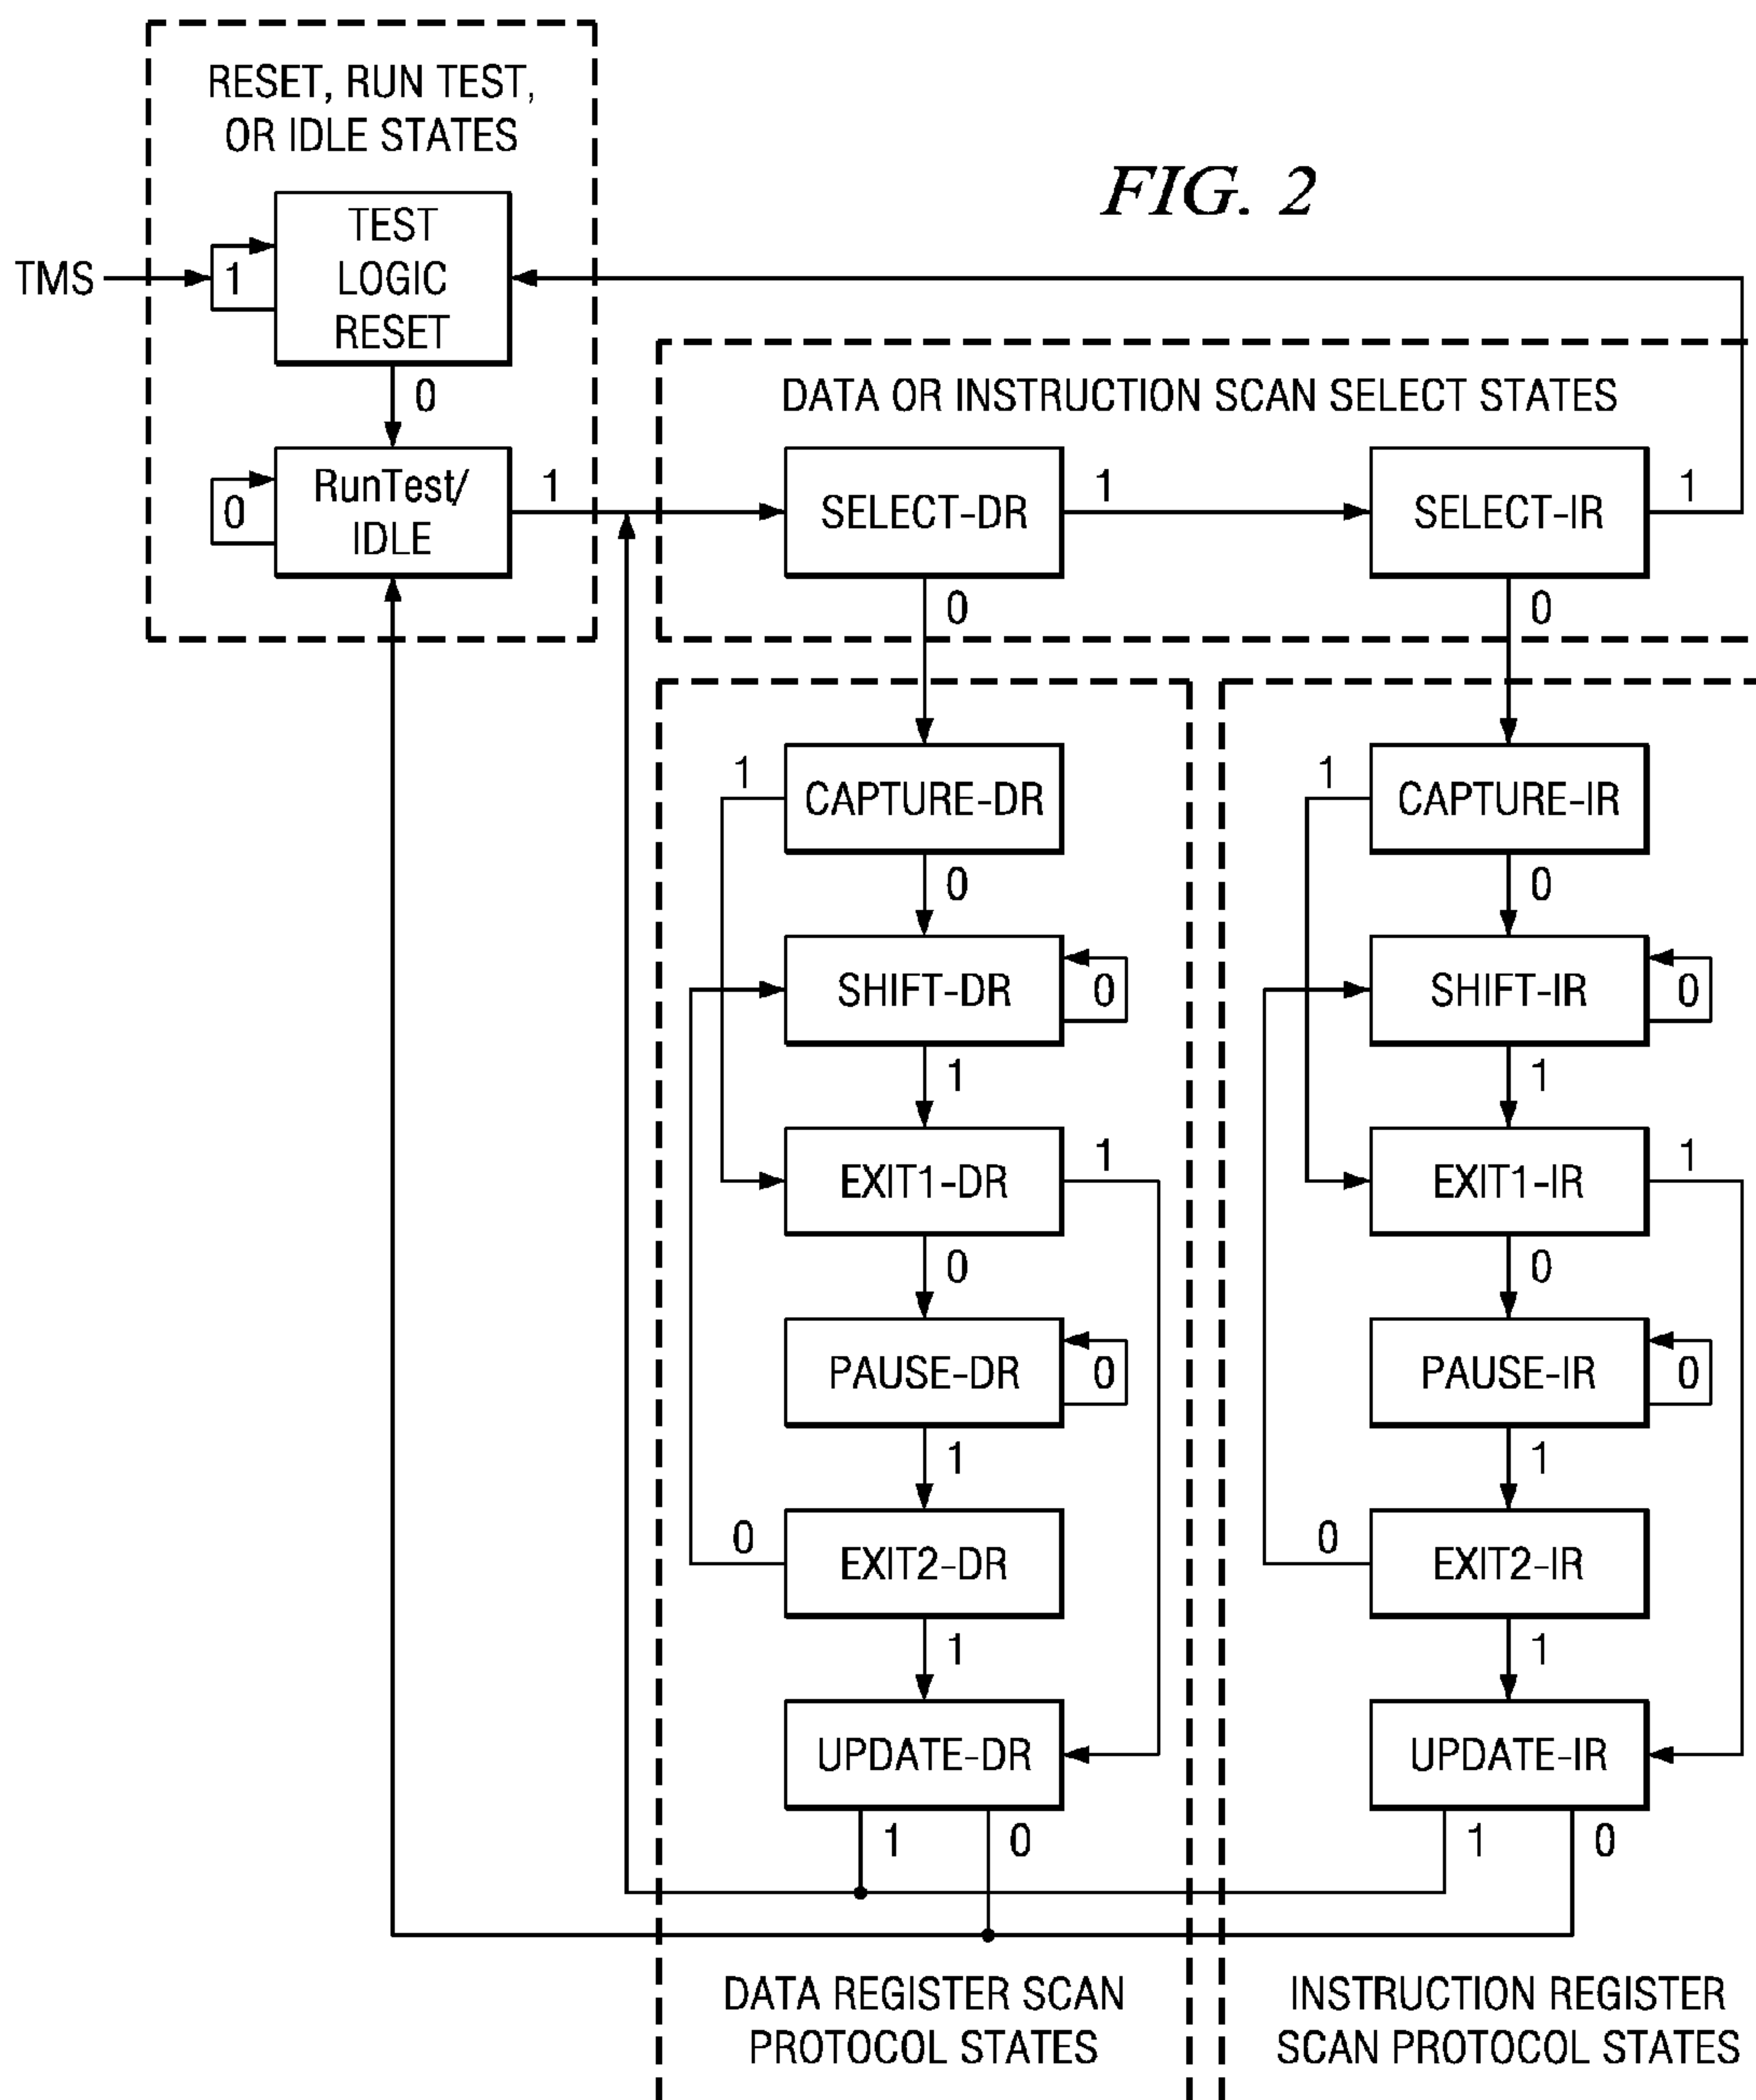 RESET, RUN TEST,
OR IDLE STATES
FIG. 2
TMS
1
TEST
LOGIC
RESET
0
DATA OR INSTRUCTION SCAN SELECT STATES
0
RunTest/
IDLE
1
SELECT-DR
1
SELECT-IR
1
0
0
1
CAPTURE-DR
1
CAPTURE-IR
0
0
SHIFT-DR
0
SHIFT-IR
0
1
1
EXIT1-DR
1
EXIT1-IR
1
0
0
PAUSE-DR
0
PAUSE-IR
0
1
1
0
EXIT2-DR
0
EXIT2-IR
1
1
UPDATE-DR
UPDATE-IR
1
0
1
0
DATA REGISTER SCAN
PROTOCOL STATES
INSTRUCTION REGISTER
SCAN PROTOCOL STATES